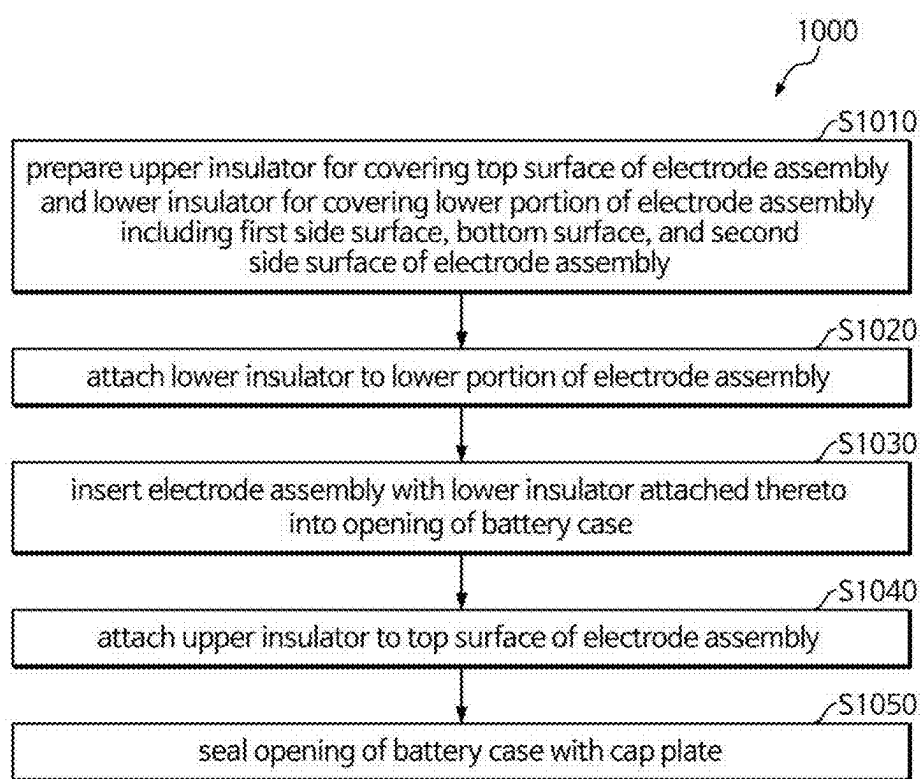 1000
S1010
prepare upper insulator for covering top surface of electrode assembly
and lower insulator for covering lower portion of electrode assembly
including first side surface, bottom surface, and second
side surface of electrode assembly
S1020
attach lower insulator to lower portion of electrode assembly
S1030
insert electrode assembly with lower insulator attached thereto
into opening of battery case
S1040
attach upper insulator to top surface of electrode assembly
S1050
seal opening of battery case with cap plate